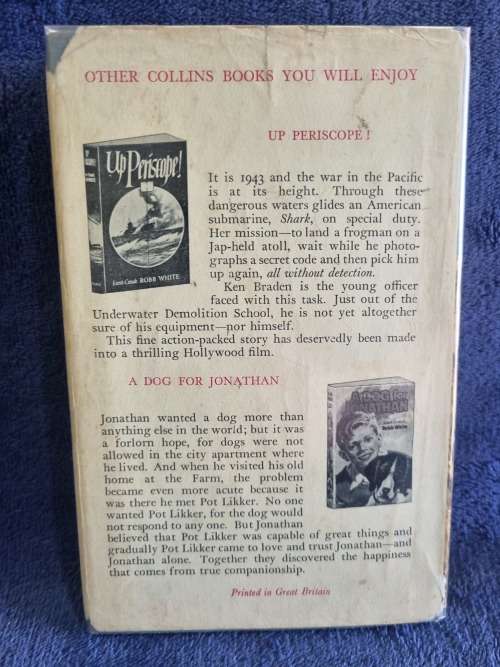 OTHER COLLINS BOOKS YOU WILL ENJOY
UP PERISCOPE!
Up Periscope!
ROBB WHITE
It is 1943 and the war in the Pacific
is at its height. Through these
dangerous waters glides an American
submarine, Shark, on special duty.
Her mission—to land a frogman on a
Jap-held atoll, wait while he photo-
graphs a secret code and then pick him
up again, all without detection.
Ken Braden is the young officer
faced with this task. Just out of the
Underwater Demolition School, he is not yet altogether
sure of his equipment—nor himself.
This fine action-packed story has deservedly been made
into a thrilling Hollywood film.
A DOG FOR JONATHAN
A DOG FOR
JONATHAN
Robb White
Jonathan wanted a dog more than
anything else in the world; but it was
a forlorn hope, for dogs were not
allowed in the city apartment where
he lived. And when he visited his old
home at the Farm, the problem
became even more acute because it
was there he met Pot Likker. No one
wanted Pot Likker, for the dog would
not respond to any one. But Jonathan
believed that Pot Likker was capable of great things and
gradually Pot Likker came to love and trust Jonathan—and
Jonathan alone. Together they discovered the happiness
that comes from true companionship.
Printed in Great Britain